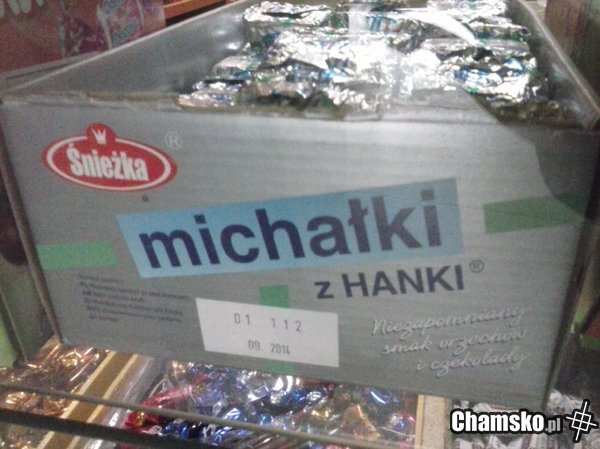 Śnieżka
®
michałki
z HANKI®
01 112
09. 2014
Niezapomniany
smak orzechów
i czekolady
Chamsko.pl